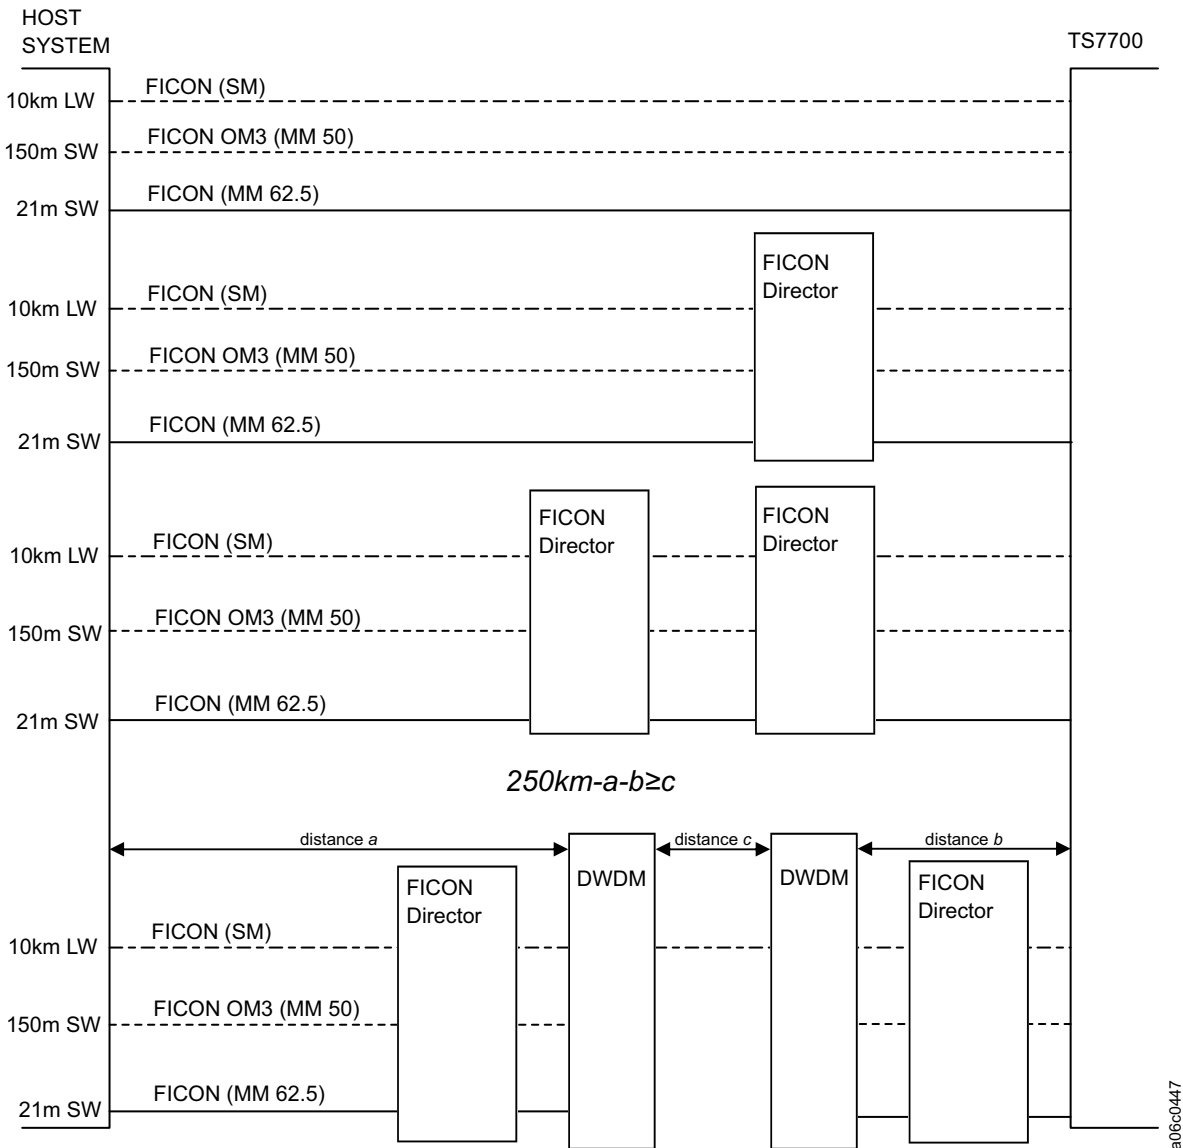 HOST
SYSTEM
TS7700
FICON (SM)
10km LW
FICON OM3 (MM 50)
150m SW
FICON (MM 62.5)
21m SW
FICON
Director
FICON (SM)
10km LW
FICON OM3 (MM 50)
150m SW
FICON (MM 62.5)
21m SW
FICON
Director
FICON
Director
FICON (SM)
10km LW
FICON OM3 (MM 50)
150m SW
FICON (MM 62.5)
21m SW
250km-a-b≥c
distance a
distance c
distance b
FICON
Director
DWDM
DWDM
FICON
Director
FICON (SM)
10km LW
FICON OM3 (MM 50)
150m SW
FICON (MM 62.5)
21m SW
a06c0447